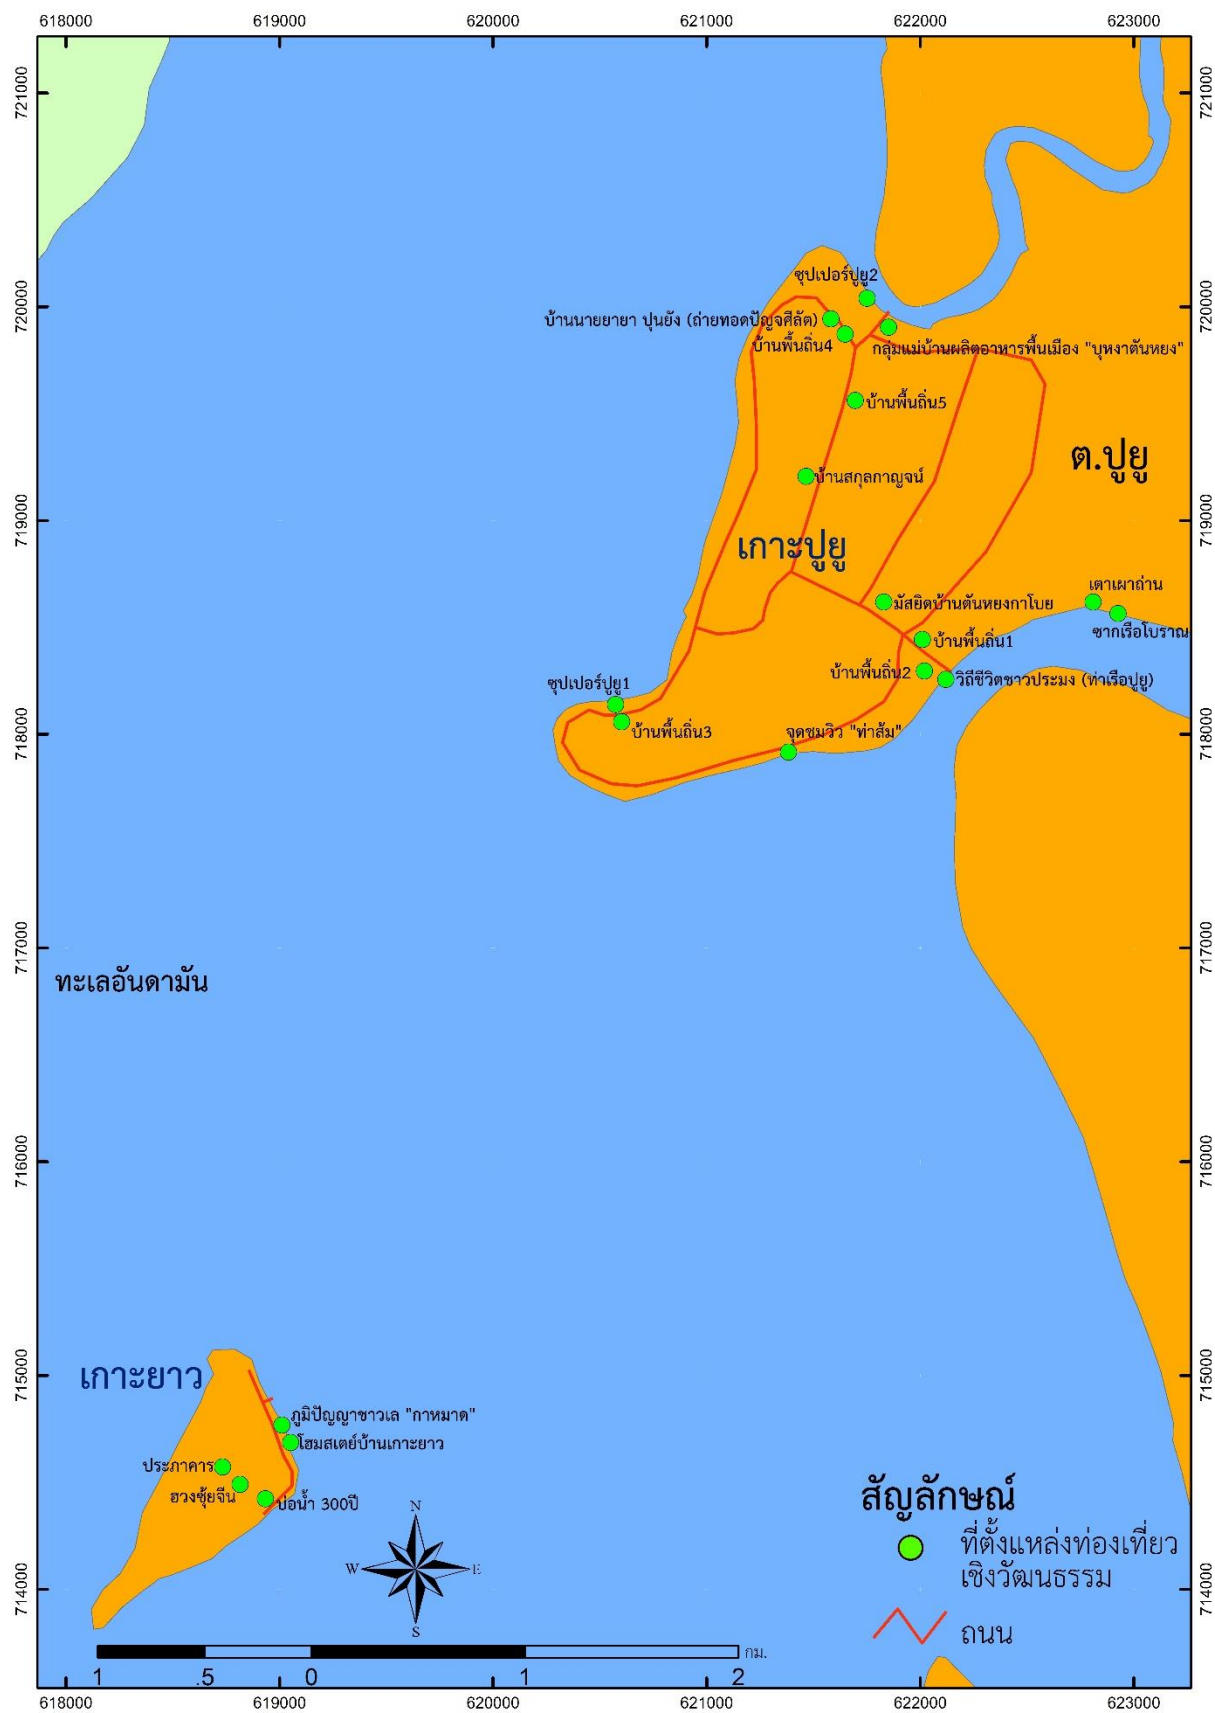 618000 619000 620000 621000 622000 623000
721000 721000
ซุปเปอร์ปูยู2
720000 720000
บ้านนายยายา ปุนยัง (ถ่ายทอดปัญจศีลัต)
บ้านพื้นถิ่น4
กลุ่มแม่บ้านผลิตอาหารพื้นเมือง "บุหงาตันหยง"
บ้านพื้นถิ่น5
ต.ปูยู
บ้านสกุลกาญจน์
719000 719000
เกาะปูยู
เตาเผาถ่าน
มัสยิดบ้านตันหยงกาโบย
ซากเรือโบราณ
บ้านพื้นถิ่น1
บ้านพื้นถิ่น2
วิถีชีวิตชาวประมง (ท่าเรือปูยู)
ซุปเปอร์ปูยู1
บ้านพื้นถิ่น3
จุดชมวิว "ท่าส้ม"
718000 718000
717000 717000
ทะเลอันดามัน
716000 716000
เกาะยาว
715000 715000
ภูมิปัญญาชาวเล "กาหมาด"
โฮมสเตย์บ้านเกาะยาว
ประภาคาร
ฮวงซุ้ยจีน
บ่อน้ำ 300ปี
สัญลักษณ์
ที่ตั้งแหล่งท่องเที่ยว
เชิงวัฒนธรรม
ถนน
N
W E
S
714000 714000
กม.
1 .5 0 1 2
618000 619000 620000 621000 622000 623000